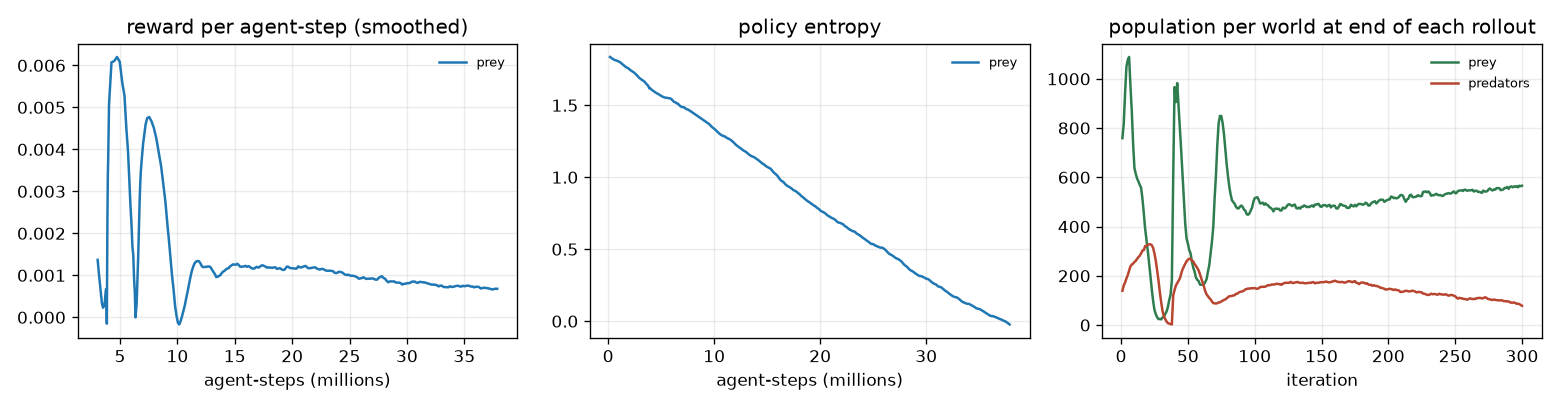 reward per agent-step (smoothed)
prey
0.006
0.005
0.004
0.003
0.002
0.001
0.000
5 10 15 20 25 30 35
agent-steps (millions)
policy entropy
prey
1.5
1.0
0.5
0.0
0 10 20 30
agent-steps (millions)
population per world at end of each rollout
prey
predators
1000
800
600
400
200
0
0 50 100 150 200 250 300
iteration